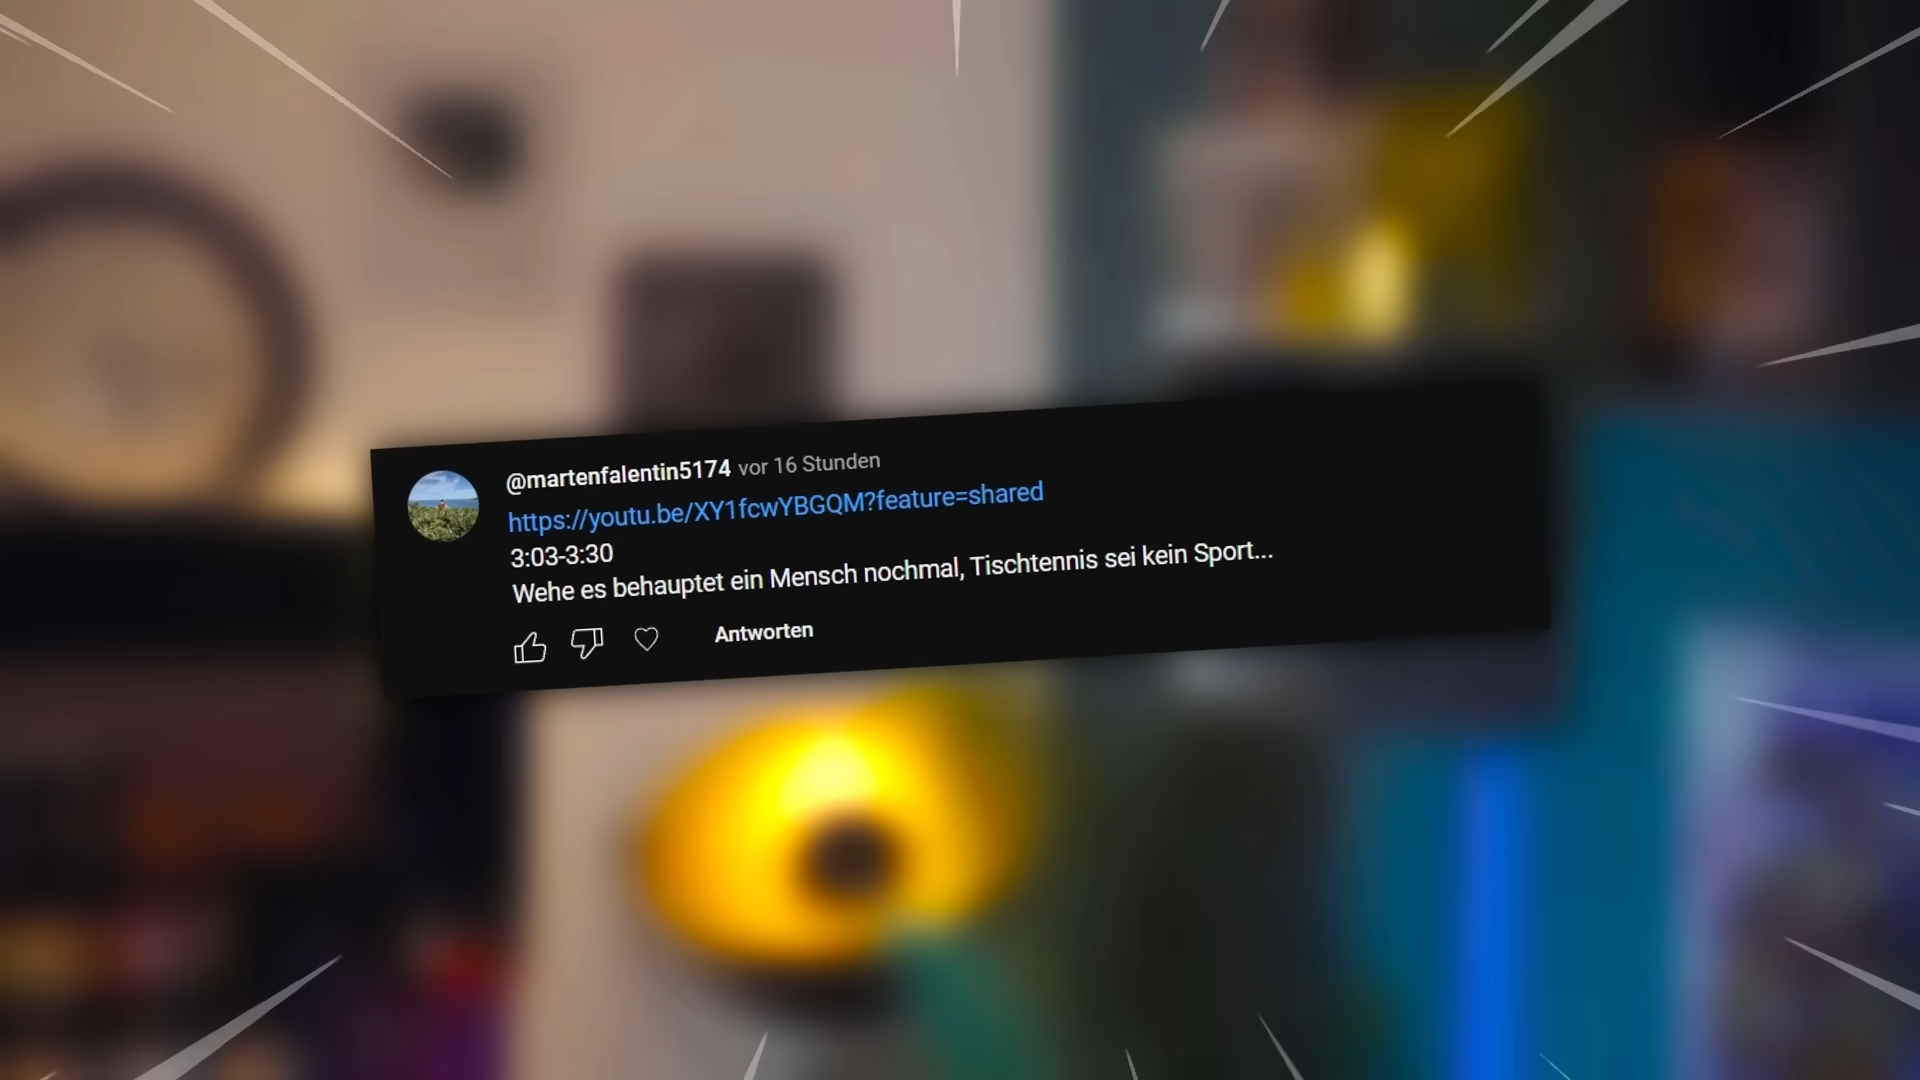 @martenfalentin5174 vor 16 Stunden
https://youtu.be/XY1fcwYBGQM?feature=shared
3:03-3:30
Wehe es behauptet ein Mensch nochmal, Tischtennis sei kein Sport...
Antworten